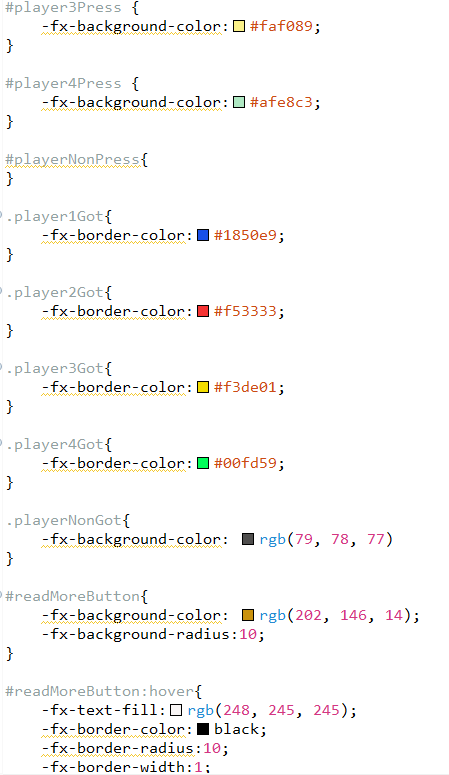 #player3Press {
-fx-background-color: #faf089;
}
#player4Press {
-fx-background-color: #afe8c3;
}
#playerNonPress{
}
.player1Got{
-fx-border-color: #1850e9;
}
.player2Got{
-fx-border-color: #f53333;
}
.player3Got{
-fx-border-color: #f3de01;
}
.player4Got{
-fx-border-color: #00fd59;
}
.playerNonGot{
-fx-background-color: rgb(79, 78, 77)
}
#readMoreButton{
-fx-background-color: rgb(202, 146, 14);
-fx-background-radius:10;
}
#readMoreButton:hover{
-fx-text-fill: rgb(248, 245, 245);
-fx-border-color: black;
-fx-border-radius:10;
-fx-border-width:1;